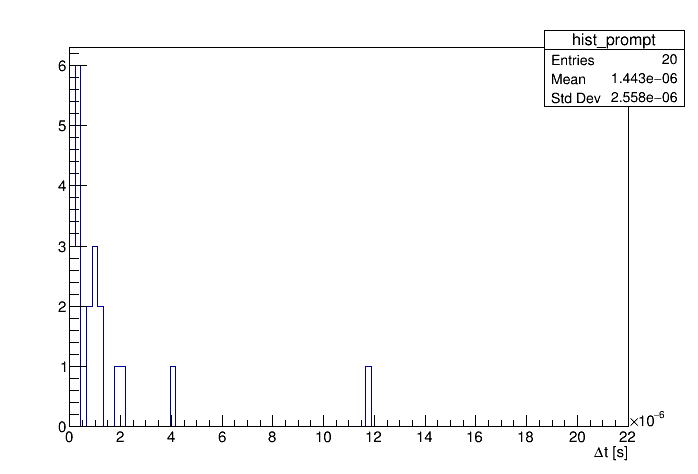 hist_prompt
Entries 20
Mean 1.443e−06
Std Dev 2.558e−06
6
5
4
3
2
1
0
0 2 4 6 8 10 12 14 16 18 20 22
×10⁻⁶
Δt [s]